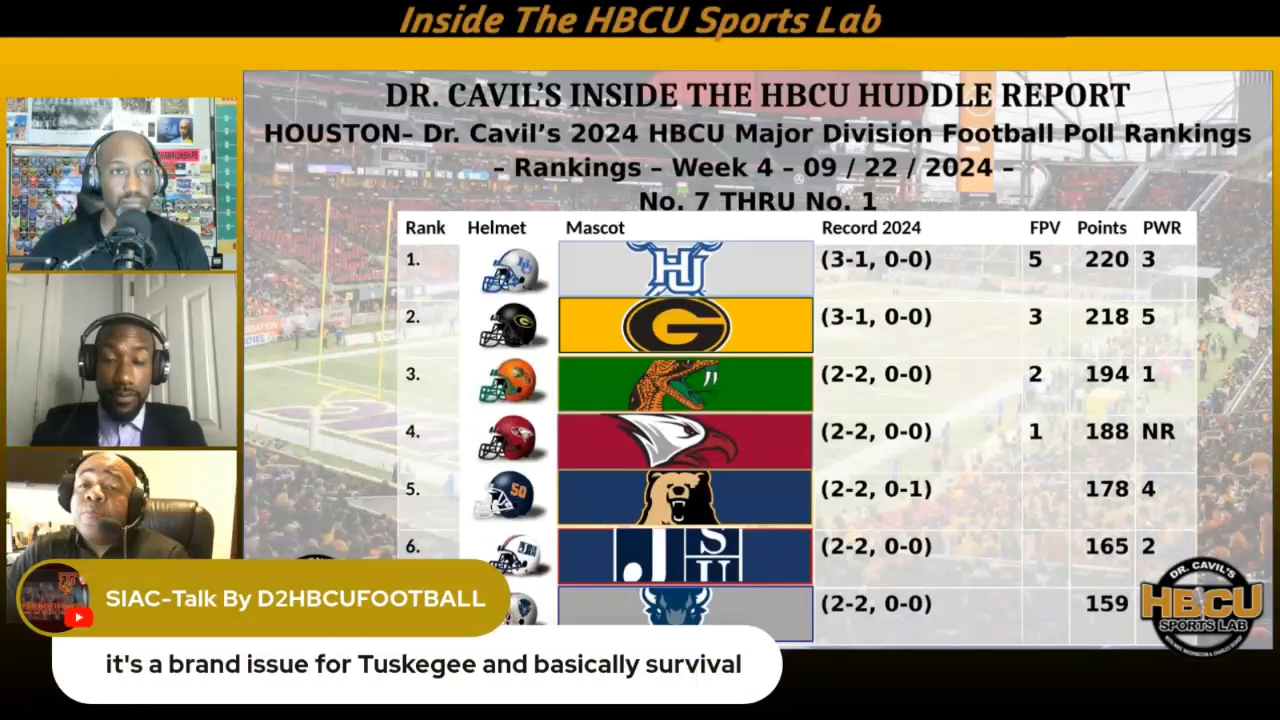 Inside The HBCU Sports Lab
DR. CAVIL'S INSIDE THE HBCU HUDDLE REPORT
HOUSTON– Dr. Cavil's 2024 HBCU Major Division Football Poll Rankings
– Rankings – Week 4 – 09 / 22 / 2024 –
No. 7 THRU No. 1
Rank Helmet Mascot Record 2024 FPV Points PWR
1. HU (3-1, 0-0) 5 220 3
2. G (3-1, 0-0) 3 218 5
3. (2-2, 0-0) 2 194 1
4. (2-2, 0-0) 1 188 NR
5. 50 (2-2, 0-1) 178 4
6. JSU (2-2, 0-0) 165 2
(2-2, 0-0) 159
CHAMPIONSHIPS
DR. CAVIL'S
HBCU
SPORTS LAB
SIAC-Talk By D2HBCUFOOTBALL
it's a brand issue for Tuskegee and basically survival